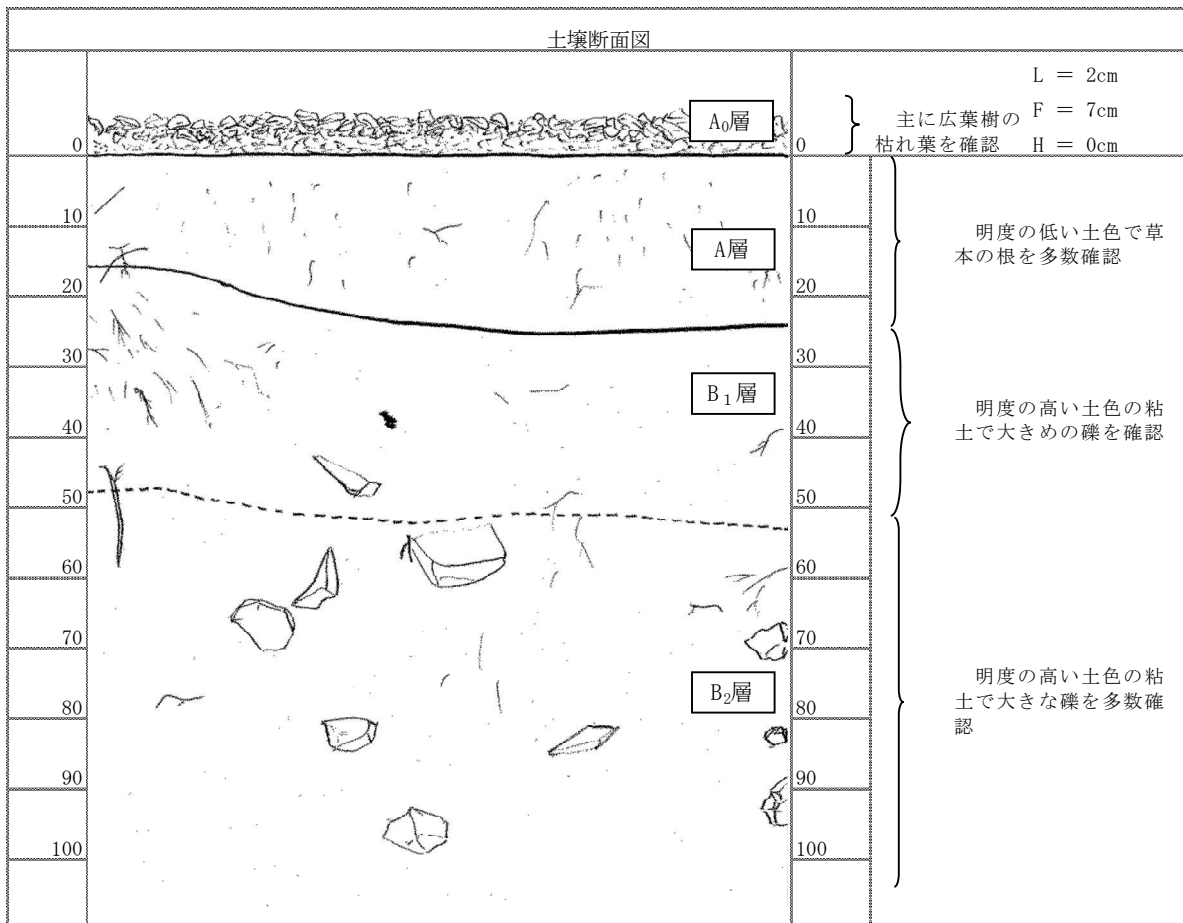 土壌断面図
L = 2cm
F = 7cm
H = 0cm
主に広葉樹の
枯れ葉を確認
A₀層
0
0
10
10
A層
明度の低い土色で草
本の根を多数確認
20
20
30
30
B₁層
明度の高い土色の粘
土で大きめの礫を確認
40
40
50
50
60
60
70
70
B₂層
明度の高い土色の粘
土で大きな礫を多数確
認
80
80
90
90
100
100